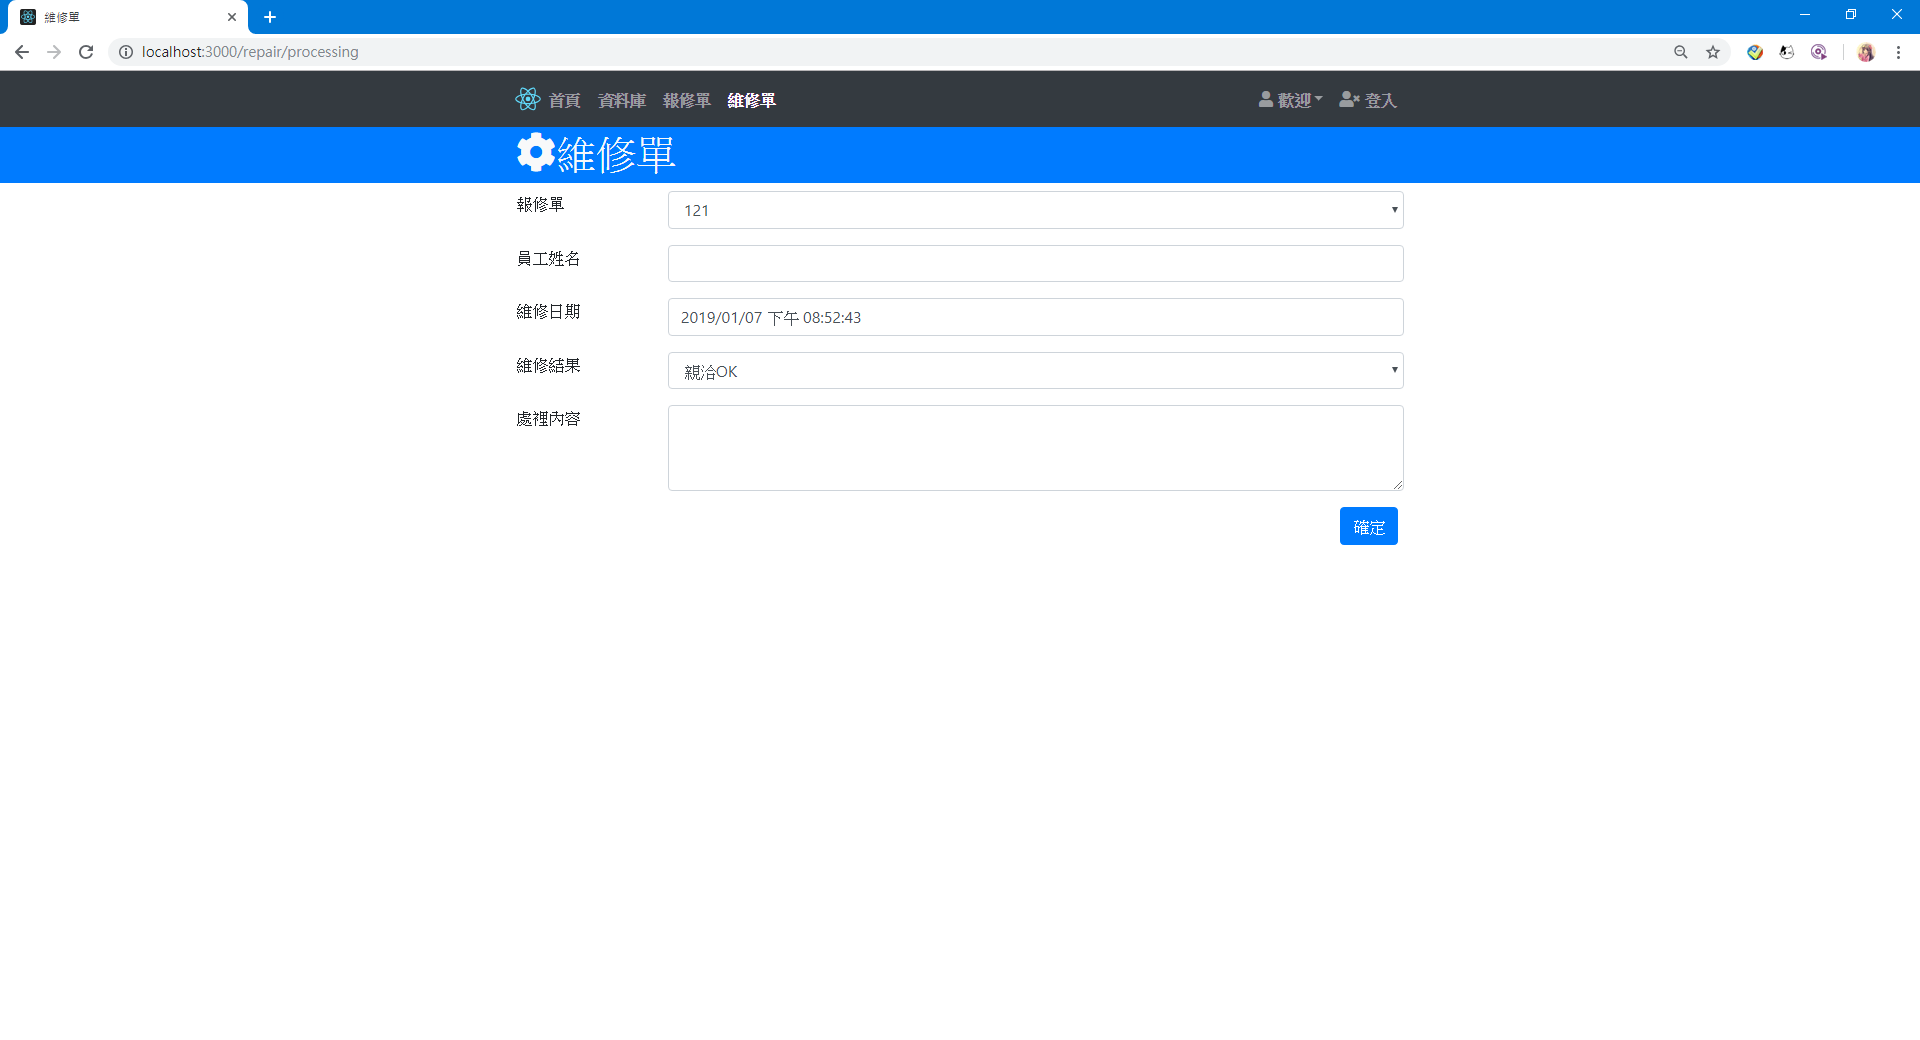 維修單
localhost:3000/repair/processing
首頁 資料庫 報修單 維修單 歡迎 登入
維修單
報修單 121
員工姓名
維修日期 2019/01/07 下午 08:52:43
維修結果 親洽OK
處裡內容
確定